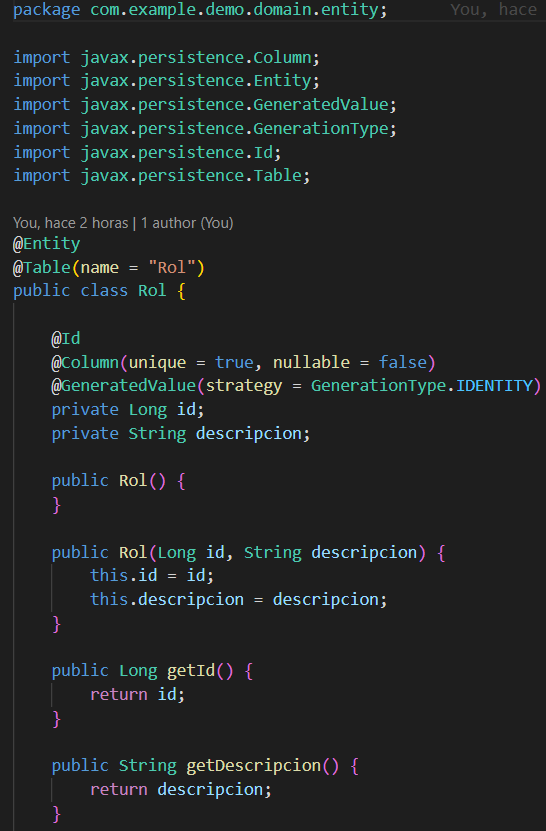 package com.example.demo.domain.entity; You, hace
import javax.persistence.Column;
import javax.persistence.Entity;
import javax.persistence.GeneratedValue;
import javax.persistence.GenerationType;
import javax.persistence.Id;
import javax.persistence.Table;
You, hace 2 horas | 1 author (You)
@Entity
@Table(name = "Rol")
public class Rol {
@Id
@Column(unique = true, nullable = false)
@GeneratedValue(strategy = GenerationType.IDENTITY)
private Long id;
private String descripcion;
public Rol() {
}
public Rol(Long id, String descripcion) {
this.id = id;
this.descripcion = descripcion;
}
public Long getId() {
return id;
}
public String getDescripcion() {
return descripcion;
}